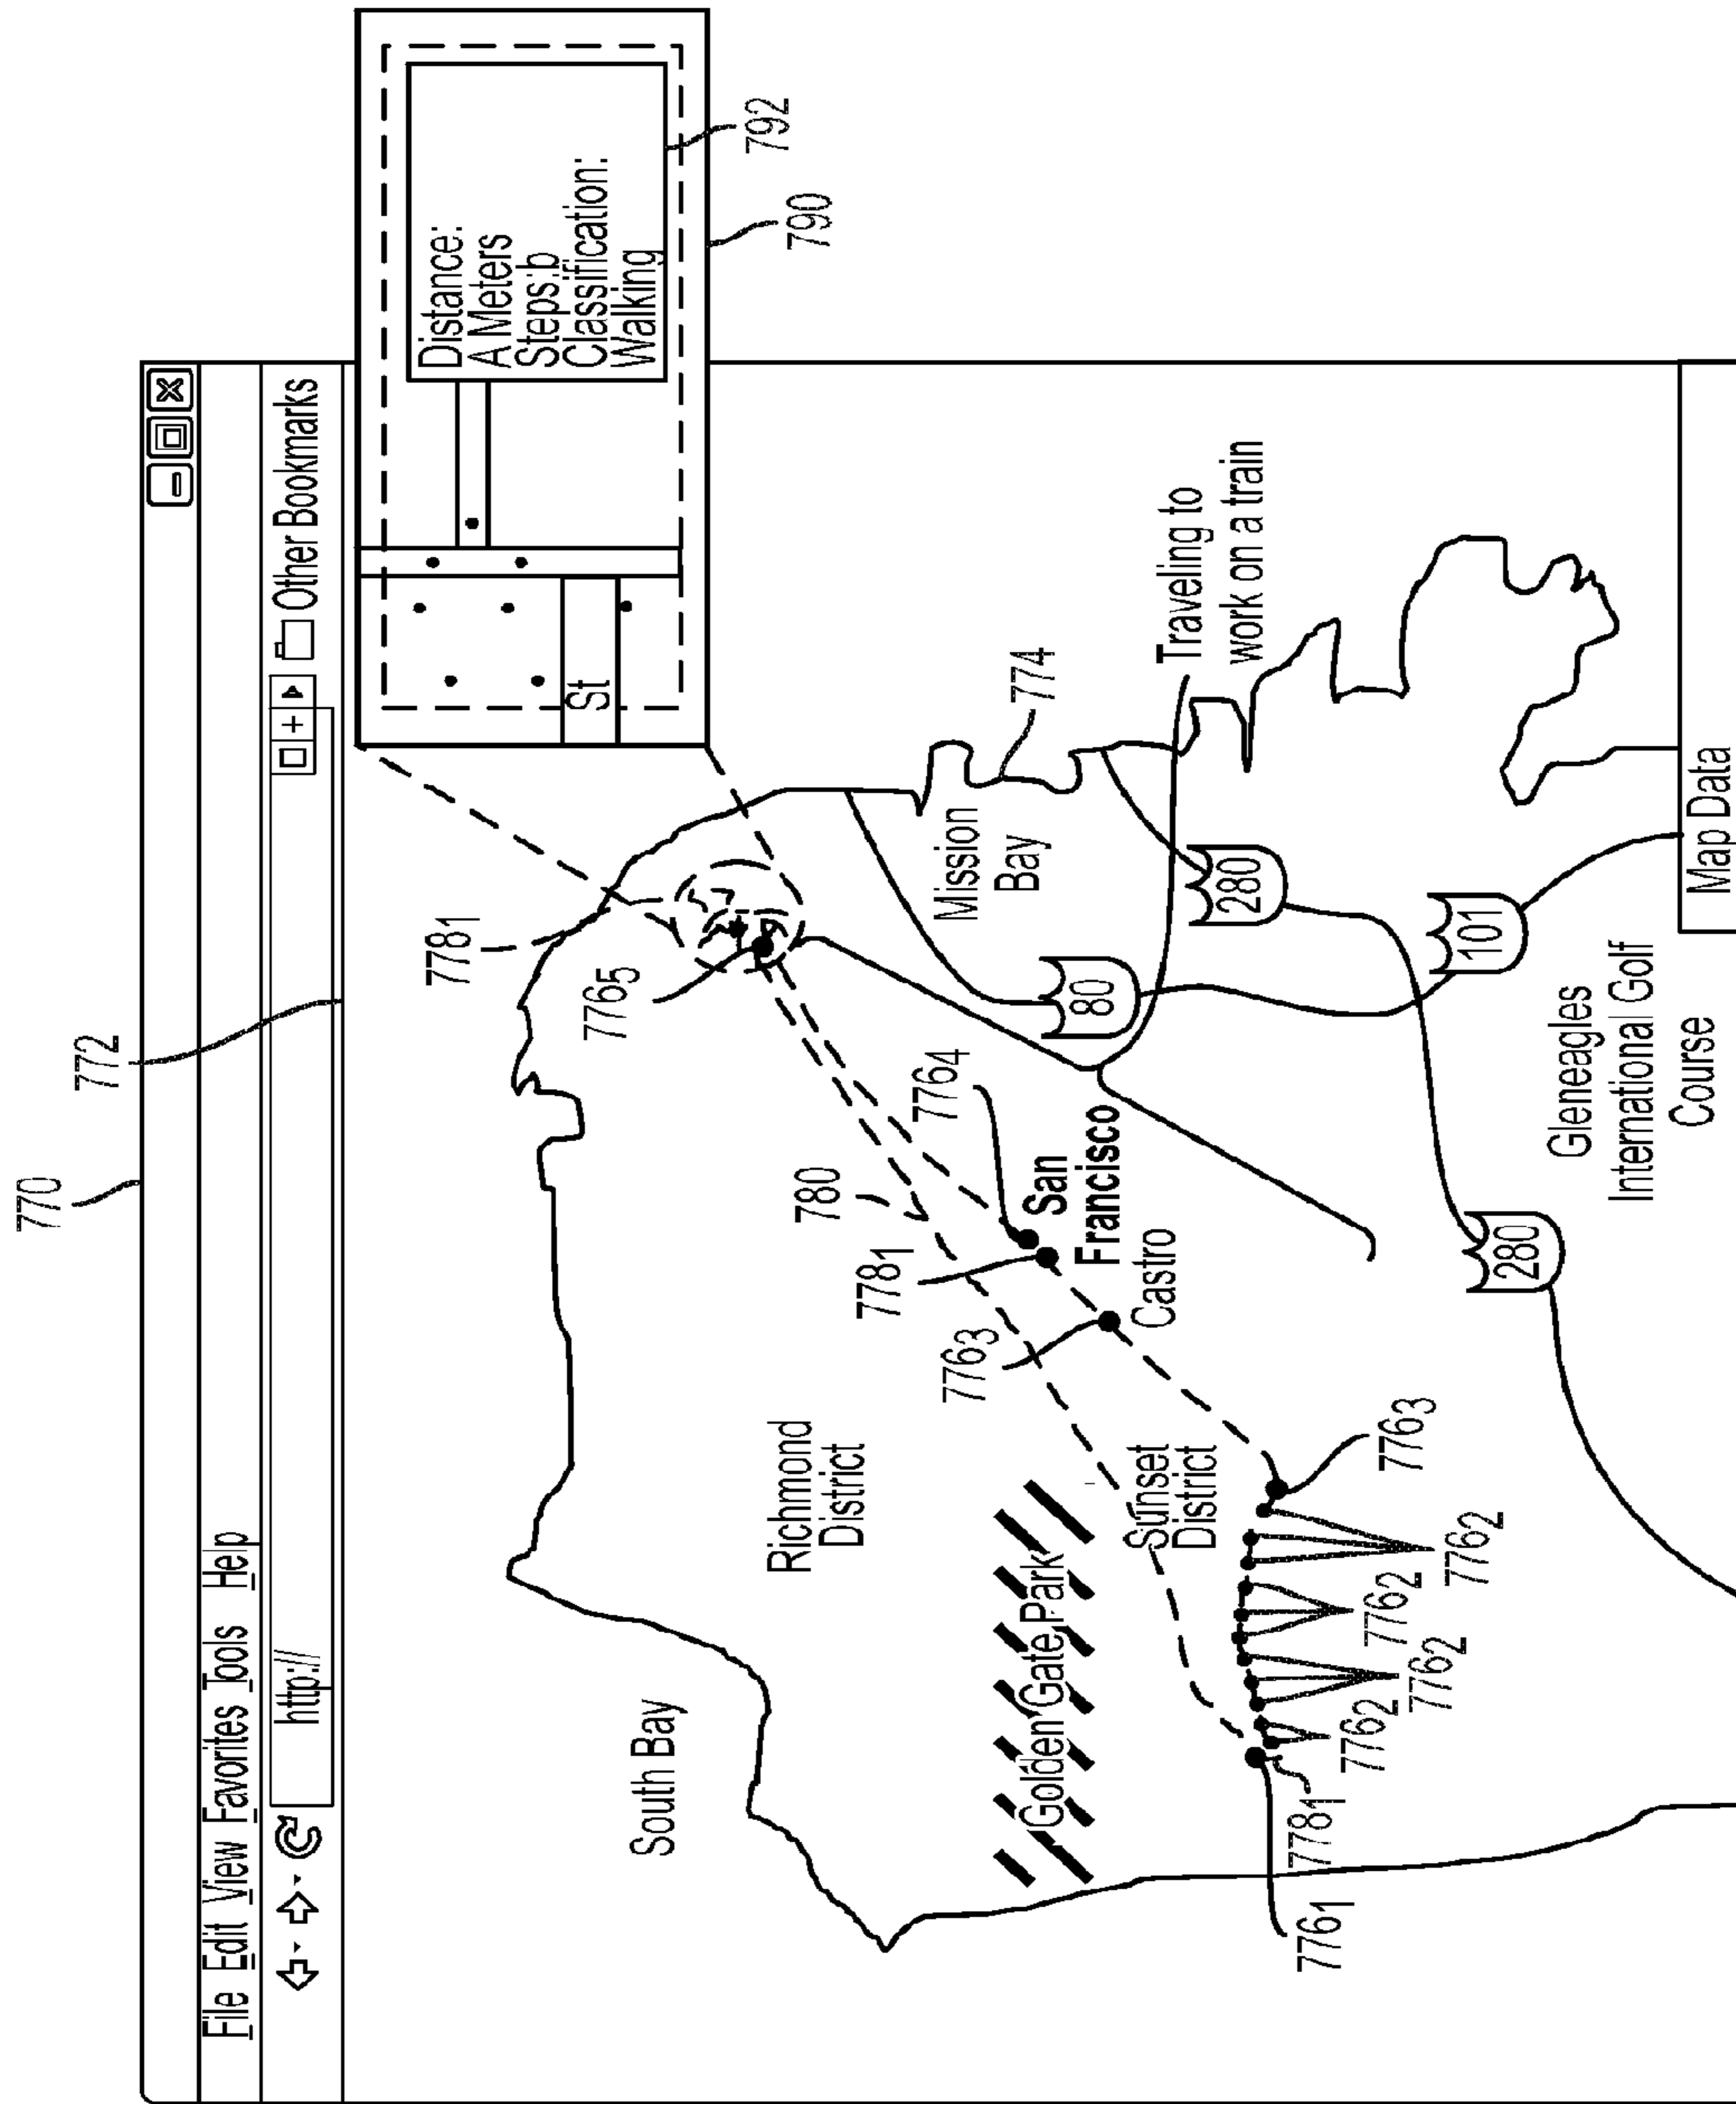 770
772
File Edit View Favorites Tools Help
http://
Other Bookmarks
Distance:
A Meters
Steps:b
Classification:
Walking
St
792
790
7781
7765
South Bay
Richmond
District
780
7781
7764
7763
San
Francisco
Castro
Mission
Bay
774
Traveling to
work on a train
Golden Gate Park
Sunset
District
80
280
101
280
7761
7781
7762
7762
7762
7762
7763
Gleneagles
International Golf
Course
Map Data